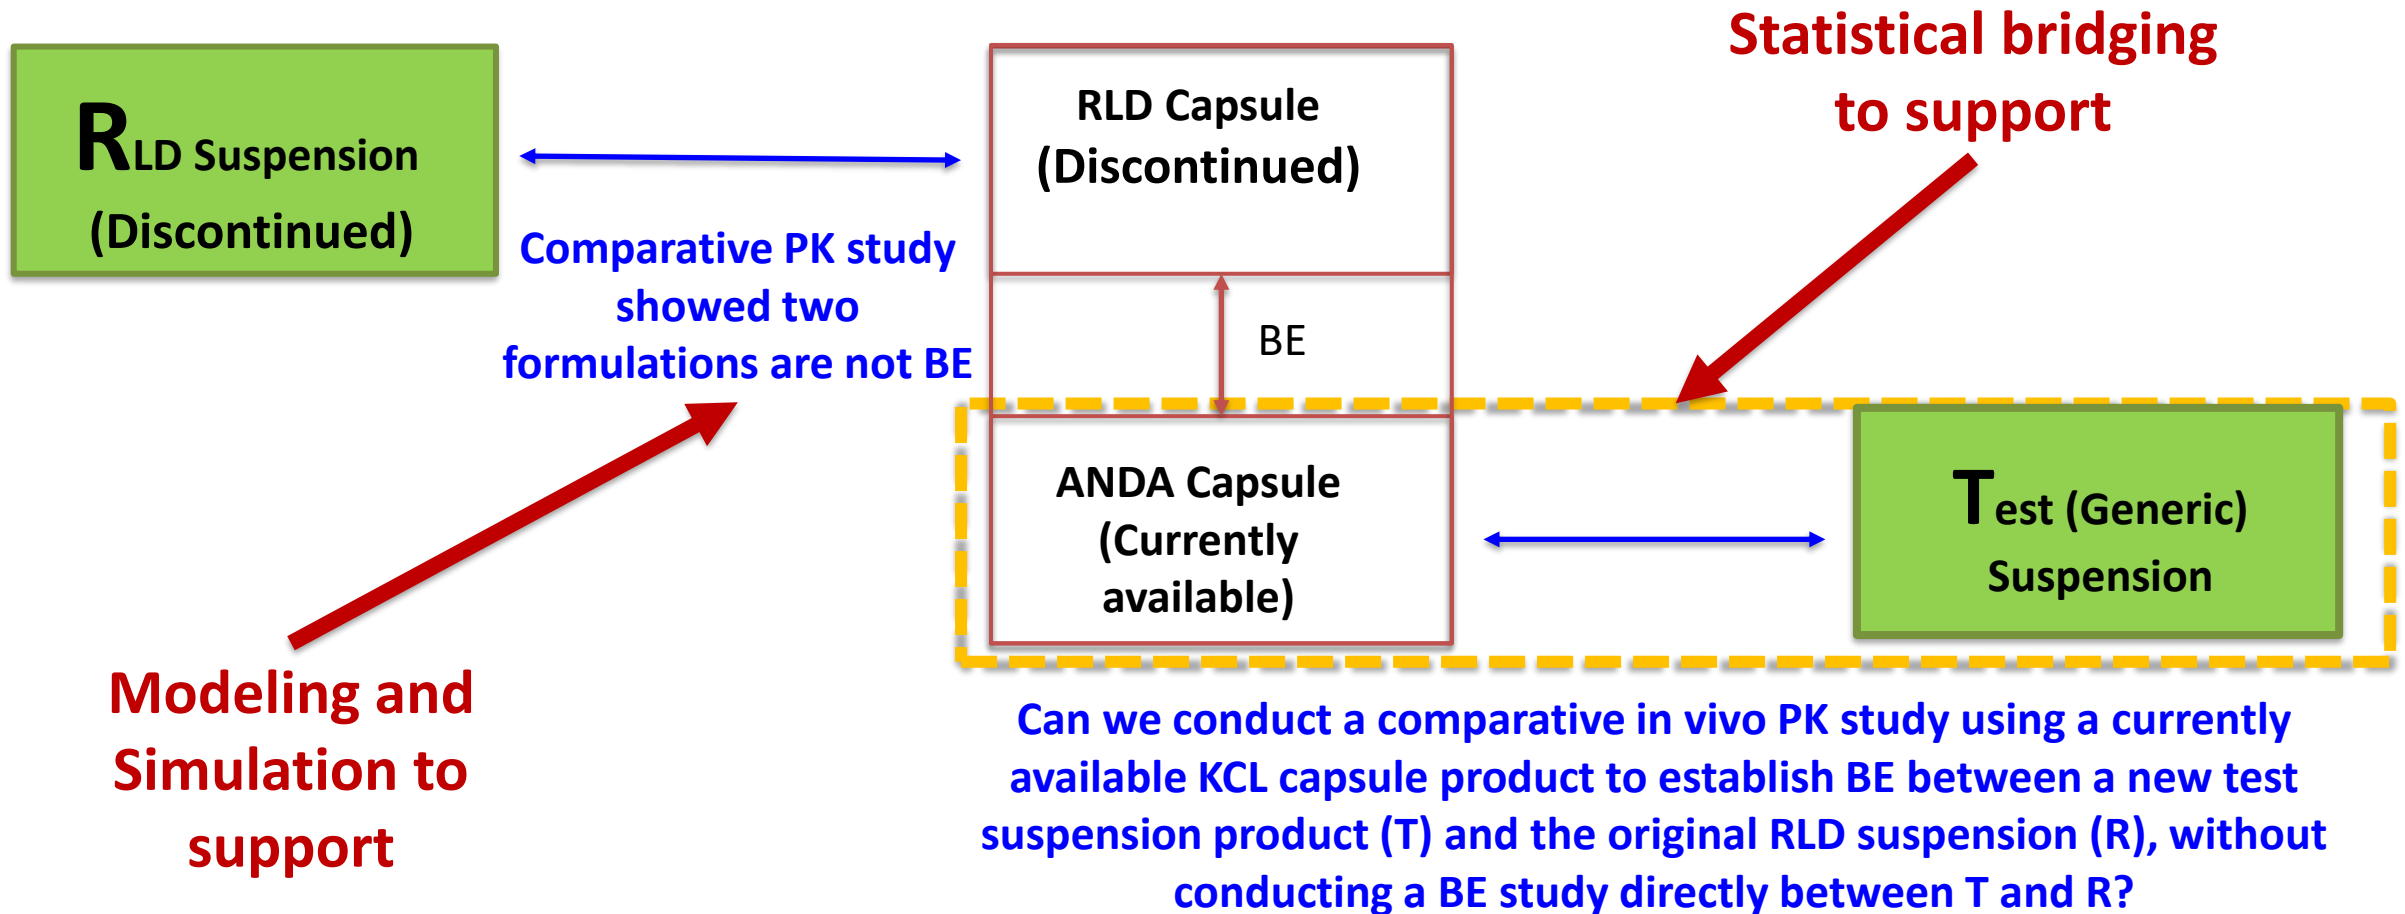 RLD Suspension
(Discontinued)
Comparative PK study
showed two
formulations are not BE
RLD Capsule
(Discontinued)
BE
ANDA Capsule
(Currently
available)
Statistical bridging
to support
Test (Generic)
Suspension
Modeling and
Simulation to
support
Can we conduct a comparative in vivo PK study using a currently
available KCL capsule product to establish BE between a new test
suspension product (T) and the original RLD suspension (R), without
conducting a BE study directly between T and R?